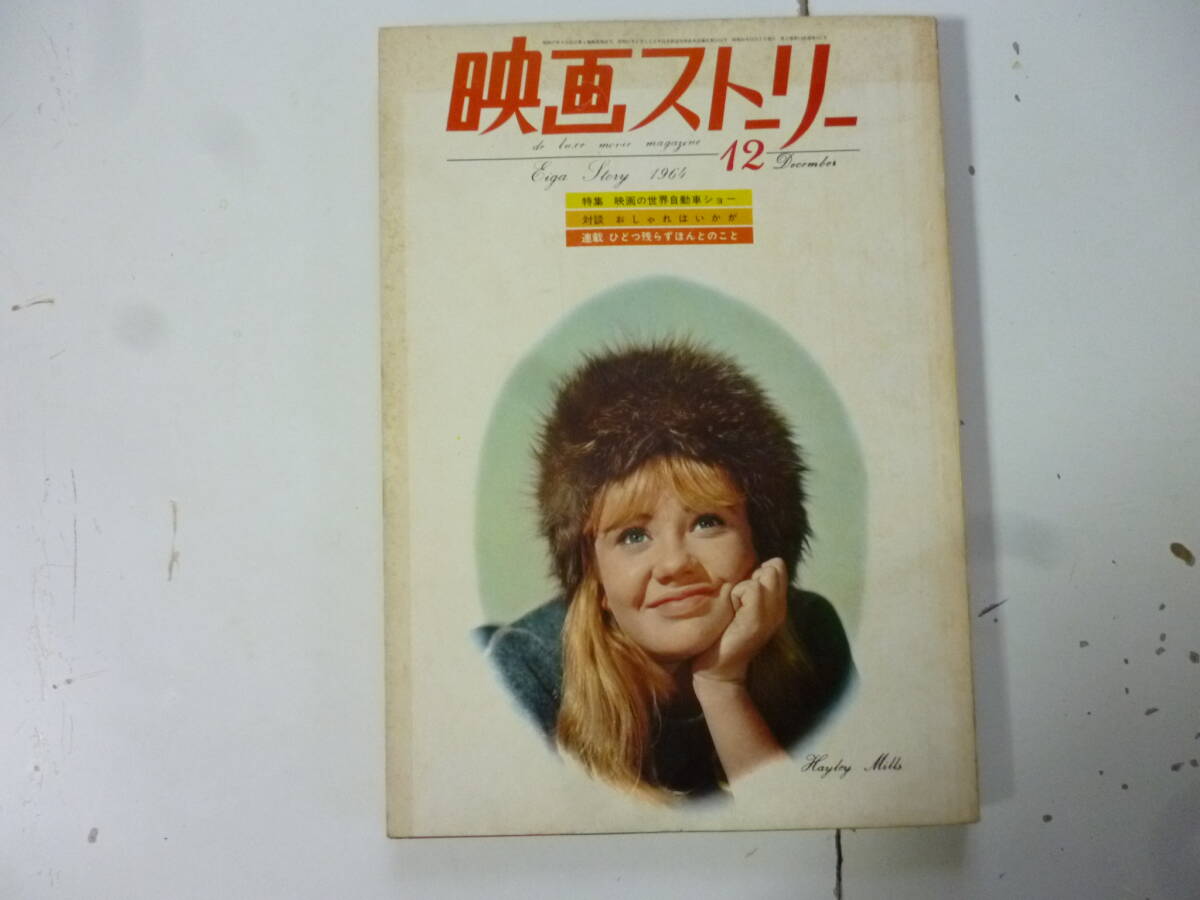 映画ストーリー
de luxe movie magazine
12 December
Eiga Story 1964
特集 映画の世界自動車ショー
対談 おしゃれはいかが
連載 ひとつ残らずほんとのこと
Hayley Mills